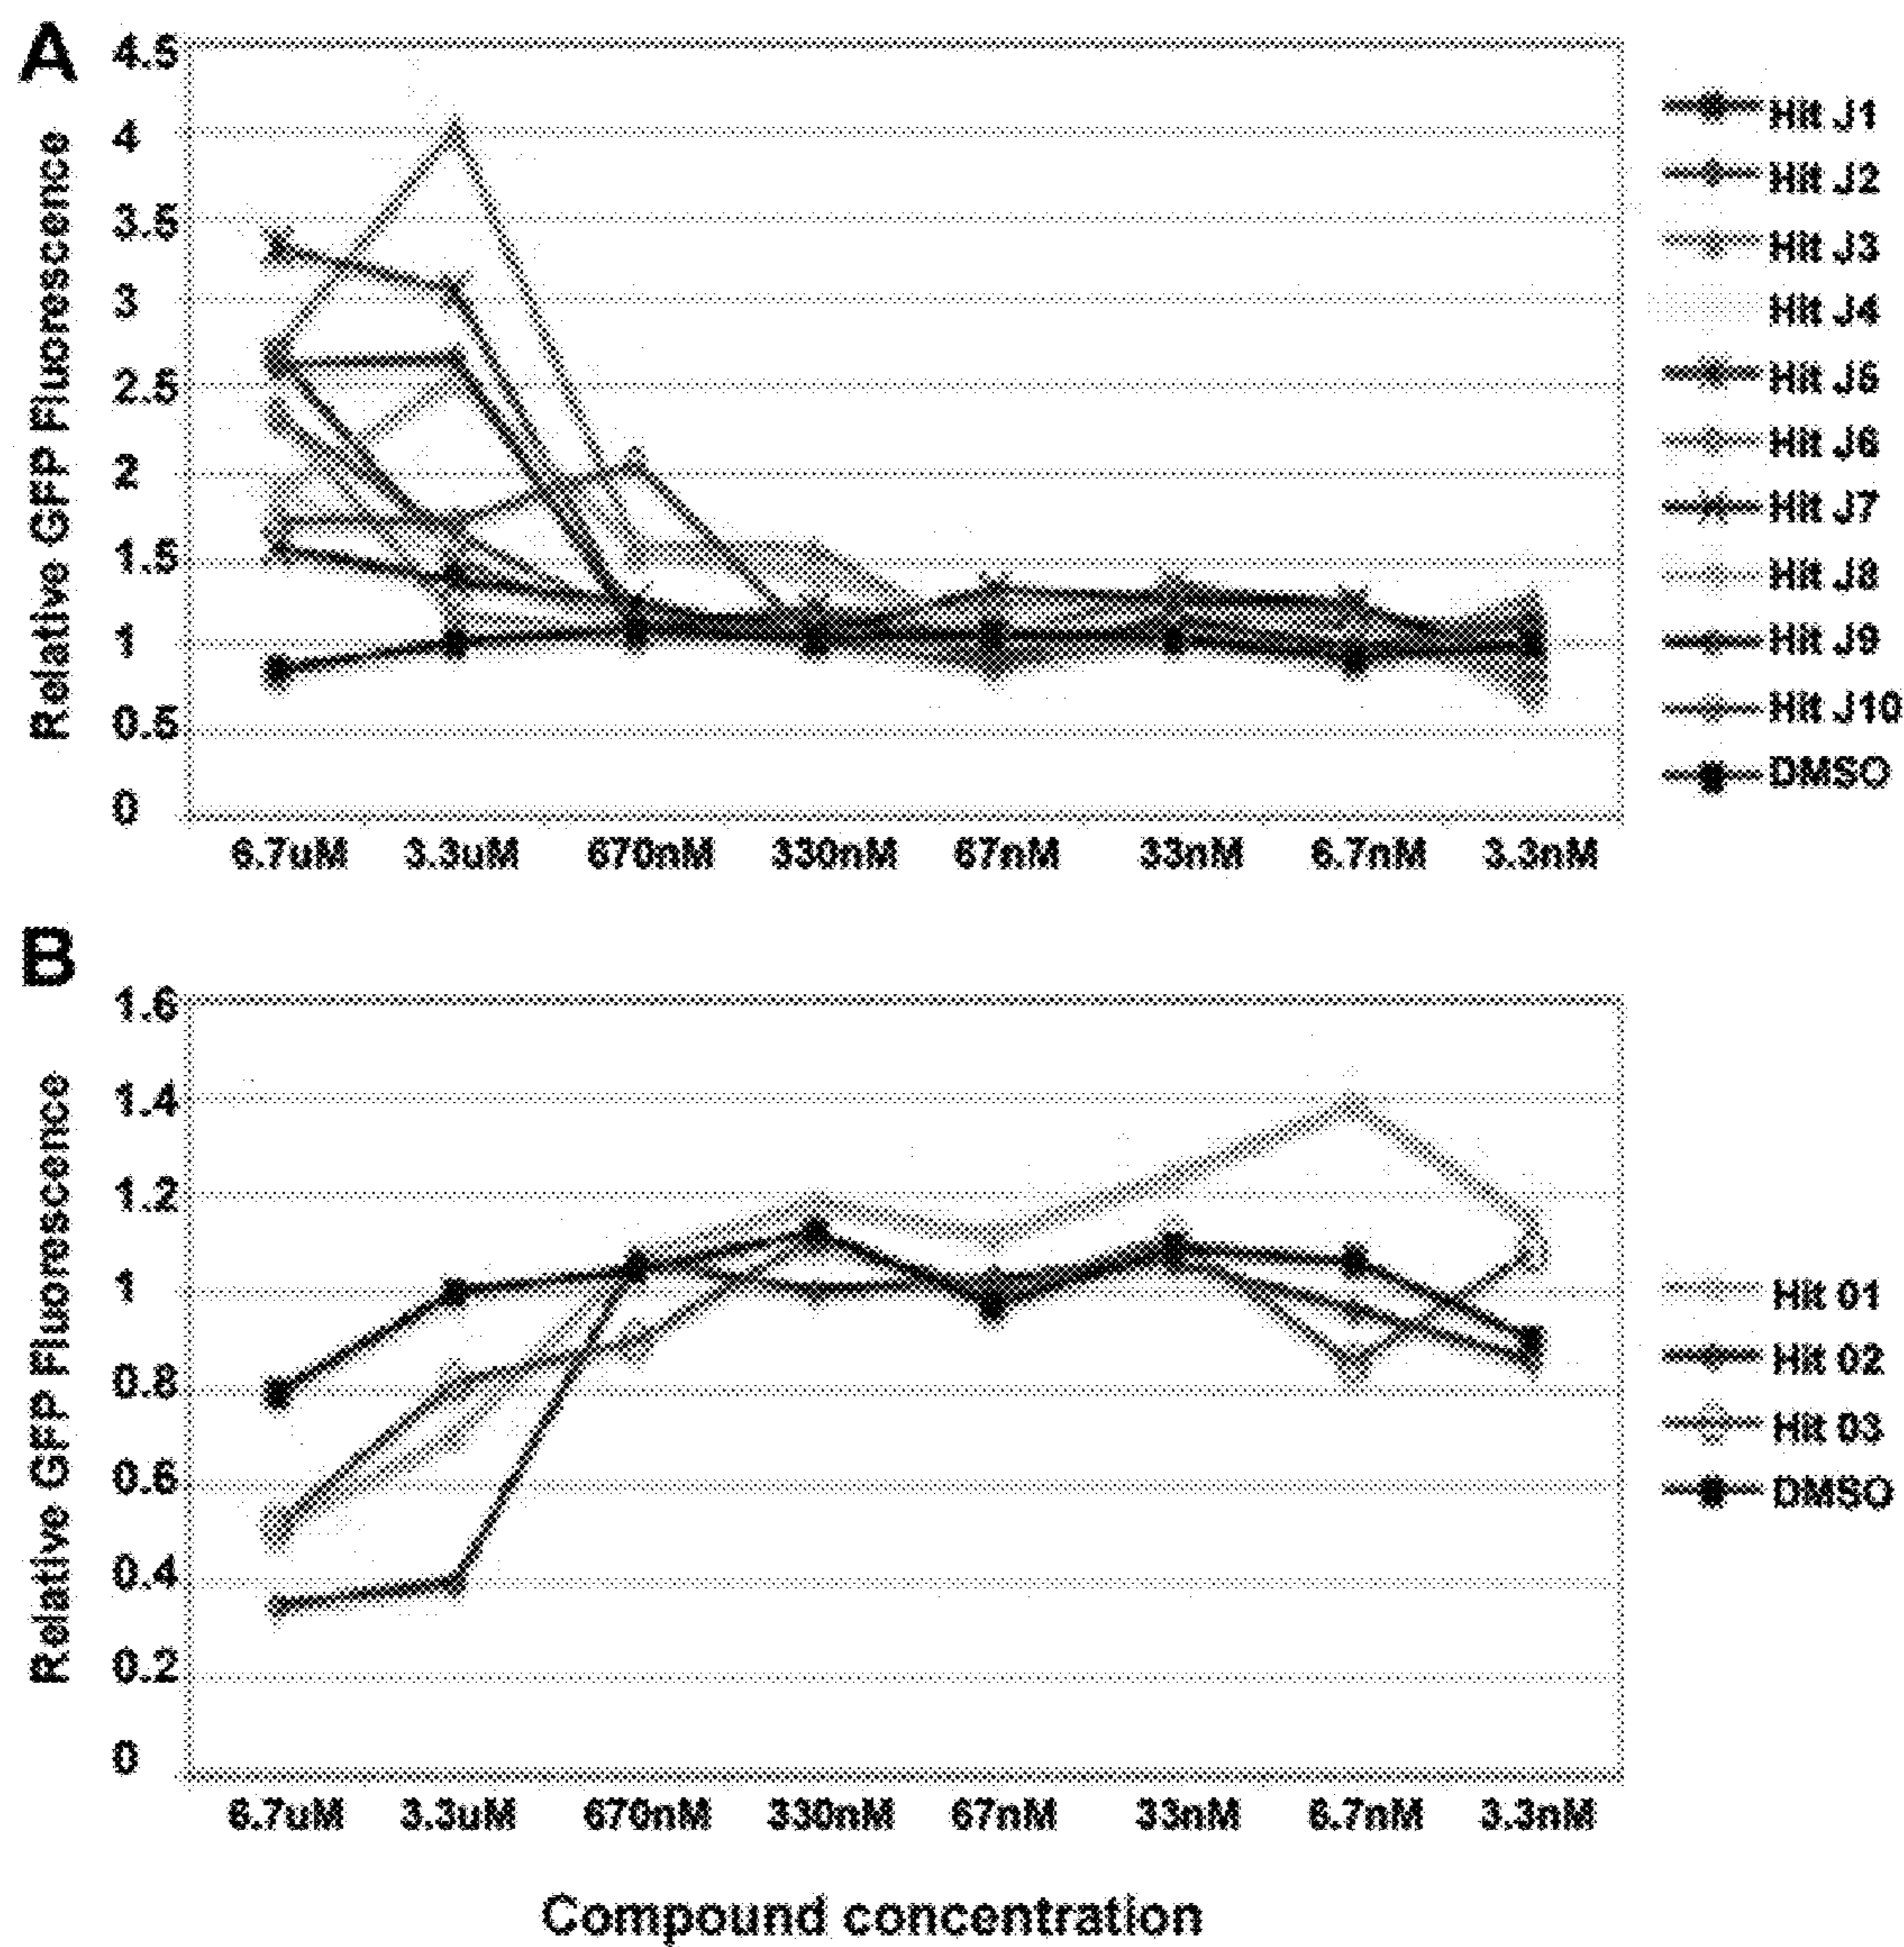 A
Relative GFP Fluorescence
4.5
4
3.5
3
2.5
2
1.5
1
0.5
0
6.7uM 3.3uM 670nM 330nM 67nM 33nM 6.7nM 3.3nM
Hit J1
Hit J2
Hit J3
Hit J4
Hit J5
Hit J6
Hit J7
Hit J8
Hit J9
Hit J10
DMSO
B
Relative GFP Fluorescence
1.6
1.4
1.2
1
0.8
0.6
0.4
0.2
0
6.7uM 3.3uM 670nM 330nM 67nM 33nM 6.7nM 3.3nM
Hit 01
Hit 02
Hit 03
DMSO
Compound concentration